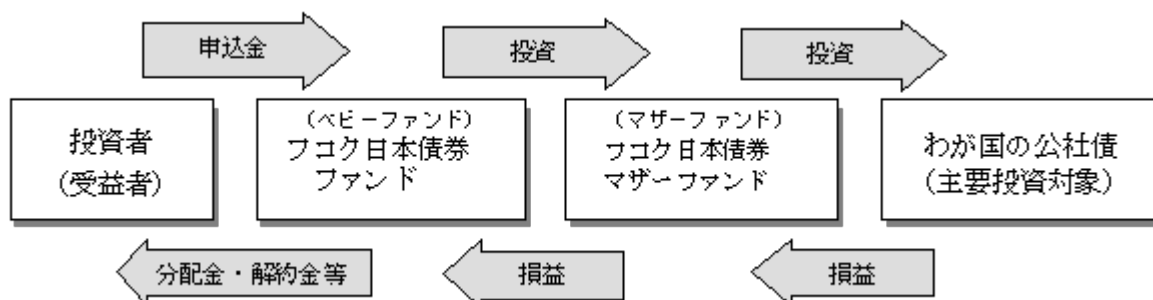 申込金
投資
投資
投資者
(受益者)
(ベビーファンド)
フコク日本債券
ファンド
(マザーファンド)
フコク日本債券
マザーファンド
わが国の公社債
(主要投資対象)
分配金・解約金等
損益
損益